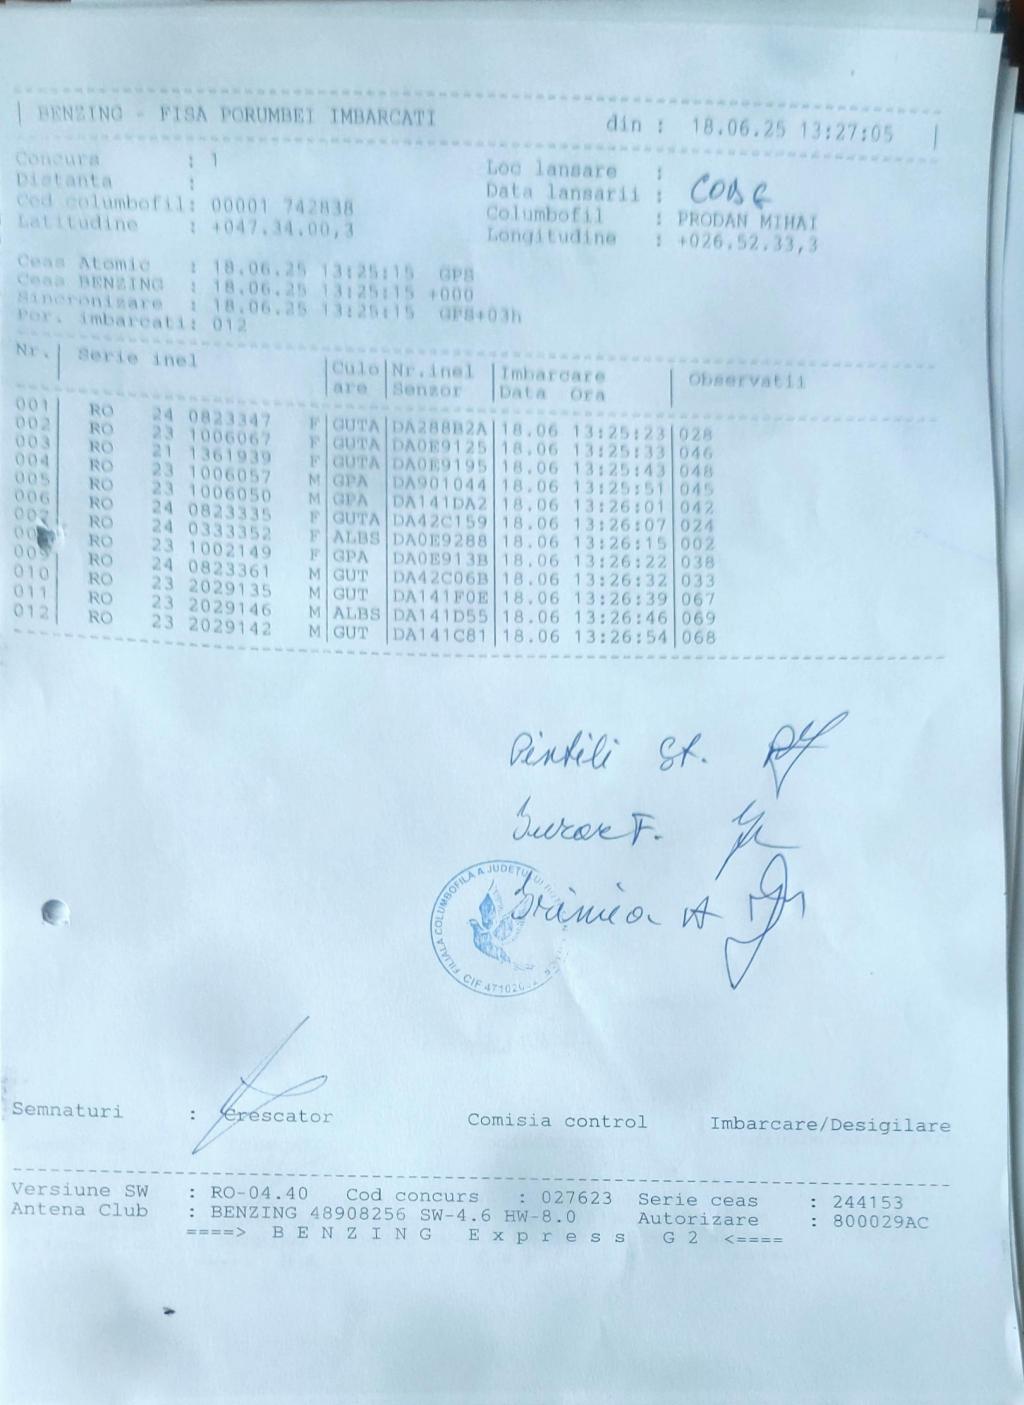 BENZING - FISA PORUMBEI IMBARCATI din : 18.06.25 13:27:05
Concurs : 1 Loc lansare :
Distanta : Data lansarii :
Cod columbofil: 00001 742838 Columbofil : PRODAN MIHAI
Latitudine : +047.34.00,3 Longitudine : +026.52.33,3
Ceas Atomic : 18.06.25 13:25:15 GPS
Ceas BENZING : 18.06.25 13:25:15 +000
Sincronizare : 18.06.25 13:25:15 GPS+03h
Por. imbarcati: 012
Nr. Serie inel Culo Nr.inel Imbarcare Observatii
are Senzor Data Ora
001 RO 24 0823347 F GUTA DA288B2A 18.06 13:25:23 028
002 RO 23 1006067 F GUTA DA0E9125 18.06 13:25:33 046
003 RO 21 1361939 F GUTA DA0E9195 18.06 13:25:43 048
004 RO 23 1006057 M GPA DA901044 18.06 13:25:51 045
005 RO 23 1006050 M GPA DA141DA2 18.06 13:26:01 042
006 RO 24 0823335 F GUTA DA42C159 18.06 13:26:07 024
007 RO 24 0333352 F ALBS DA0E9288 18.06 13:26:15 002
RO 23 1002149 F GPA DA0E913B 18.06 13:26:22 038
009 RO 24 0823361 M GUT DA42C06B 18.06 13:26:32 033
010 RO 23 2029135 M GUT DA141F0E 18.06 13:26:39 067
011 RO 23 2029146 M ALBS DA141D55 18.06 13:26:46 069
012 RO 23 2029142 M GUT DA141C81 18.06 13:26:54 068
St.
F.
A
FILIALA COLUMBOFILA A JUDETULUI
CIF
Semnaturi : Crescator Comisia control Imbarcare/Desigilare
Versiune SW : RO-04.40 Cod concurs : 027623 Serie ceas : 244153
Antena Club : BENZING 48908256 SW-4.6 HW-8.0 Autorizare : 800029AC
====> B E N Z I N G E x p r e s s G 2 <====